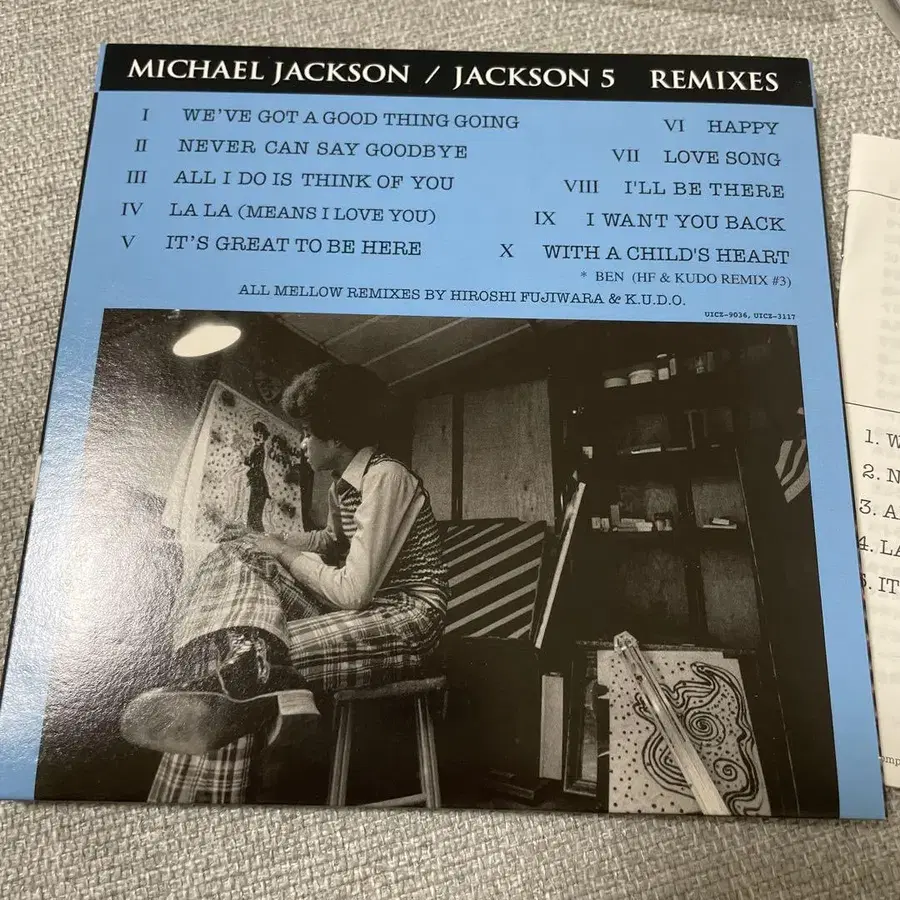 MICHAEL JACKSON / JACKSON 5 REMIXES
I WE'VE GOT A GOOD THING GOING
II NEVER CAN SAY GOODBYE
III ALL I DO IS THINK OF YOU
IV LA LA (MEANS I LOVE YOU)
V IT'S GREAT TO BE HERE
VI HAPPY
VII LOVE SONG
VIII I'LL BE THERE
IX I WANT YOU BACK
X WITH A CHILD'S HEART
* BEN (HF & KUDO REMIX #3)
ALL MELLOW REMIXES BY HIROSHI FUJIWARA & K.U.D.O.
UICZ-9036, UICZ-3117
1. W
2. N
3. A
4. LA
5. IT